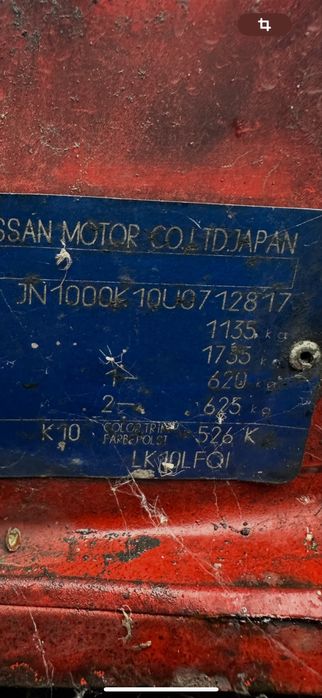 SSAN MOTOR CO.LTD.JAPAN
JN1000K10U0712817
1135 kg
1735 kg
1- 620 kg
2- 625 kg
K10 COLOR.TRIM FARBE.POLST 526 K
LK10LFQI